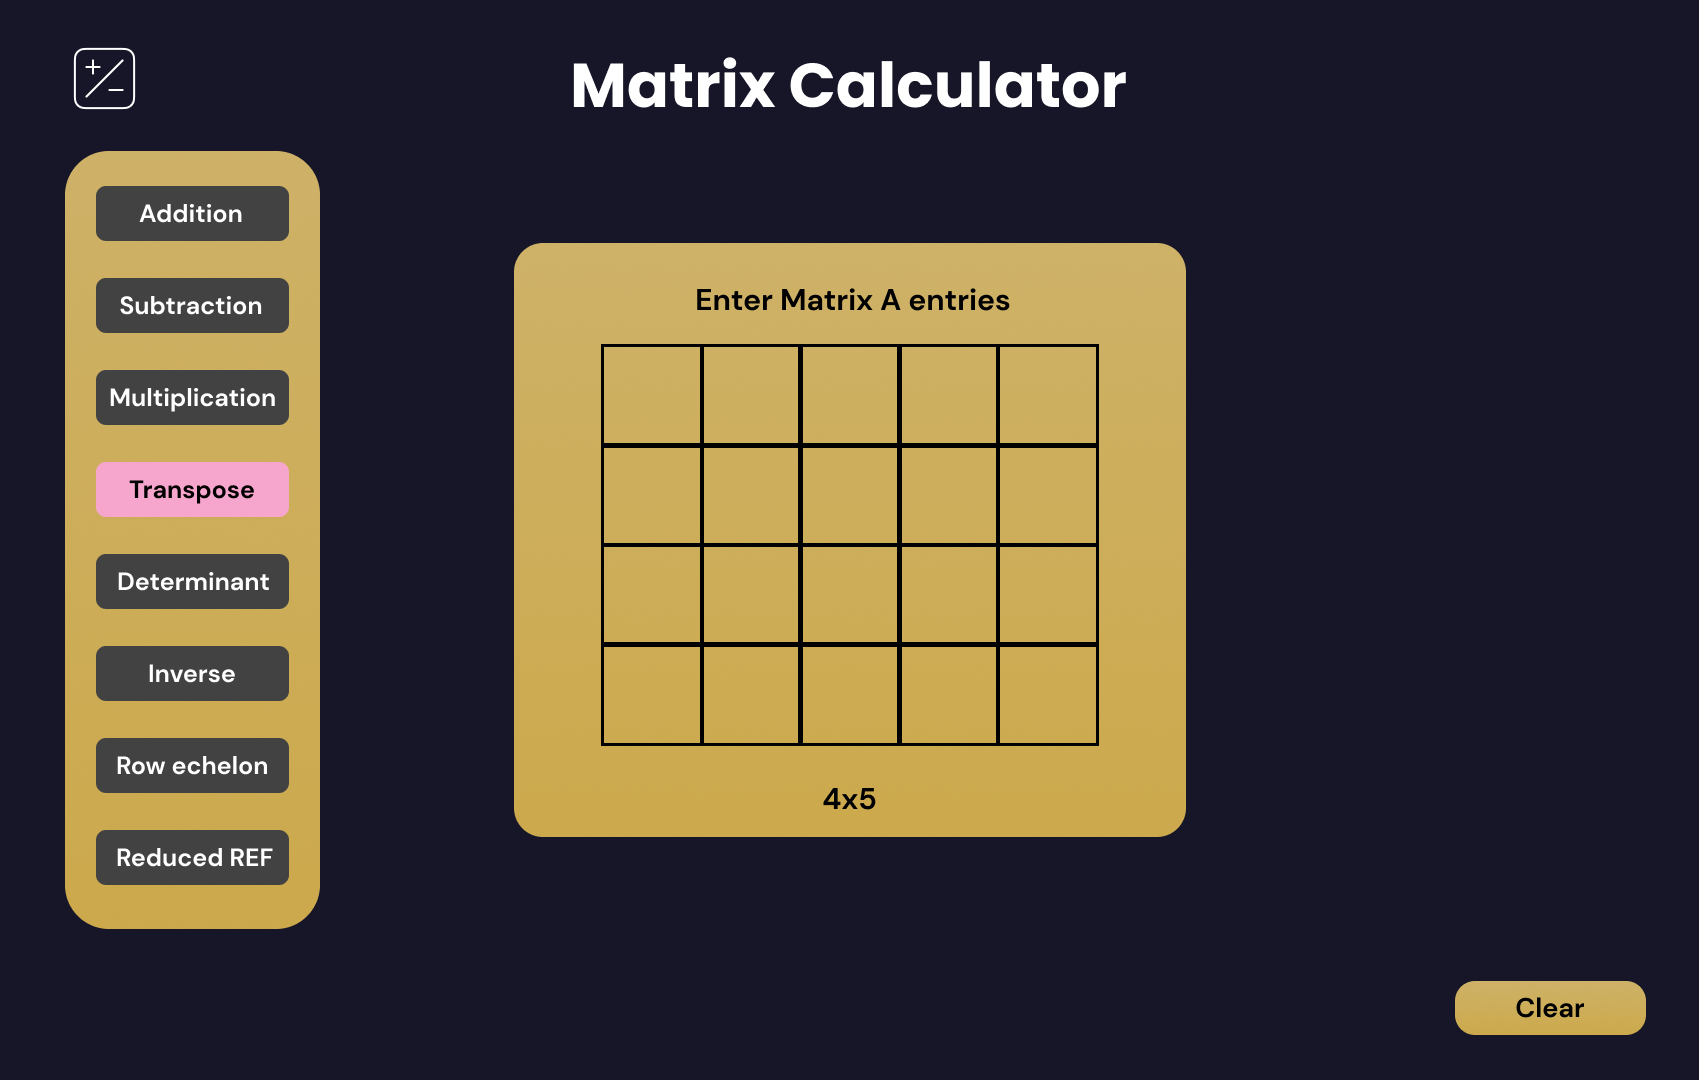 Matrix Calculator
Addition
Subtraction
Multiplication
Transpose
Determinant
Inverse
Row echelon
Reduced REF
Enter Matrix A entries
4x5
Clear